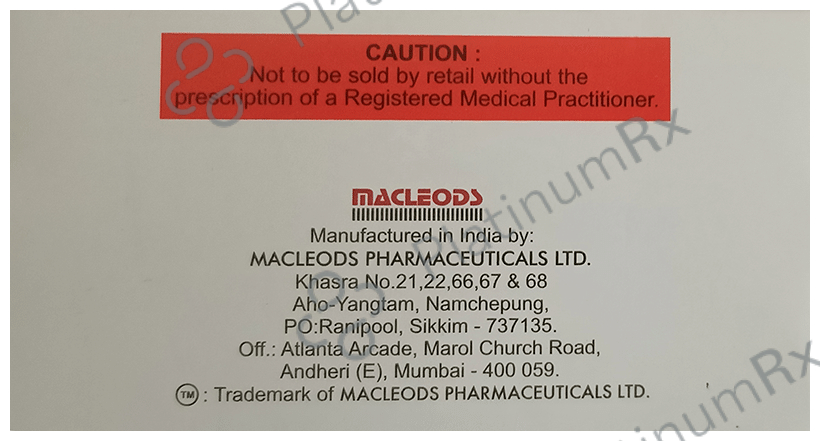 CAUTION :
Not to be sold by retail without the
prescription of a Registered Medical Practitioner.
MACLEODS
Manufactured in India by:
MACLEODS PHARMACEUTICALS LTD.
Khasra No.21,22,66,67 & 68
Aho-Yangtam, Namchepung,
PO:Ranipool, Sikkim - 737135.
Off.: Atlanta Arcade, Marol Church Road,
Andheri (E), Mumbai - 400 059.
TM : Trademark of MACLEODS PHARMACEUTICALS LTD.
PlatinumRx
PlatinumRx
PlatinumRx